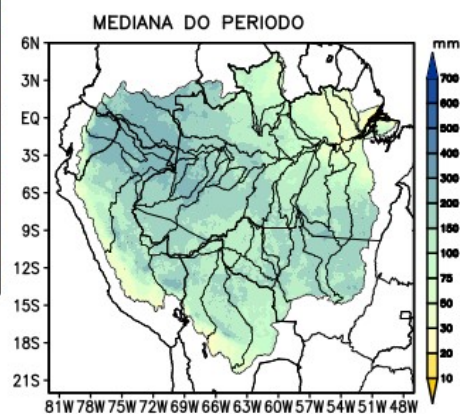 MEDIANA DO PERIODO
6N
3N
EQ
3S
6S
9S
12S
15S
18S
21S
81W 78W 75W 72W 69W 66W 63W 60W 57W 54W 51W 48W
mm
700
600
500
400
300
200
150
100
75
50
30
20
10